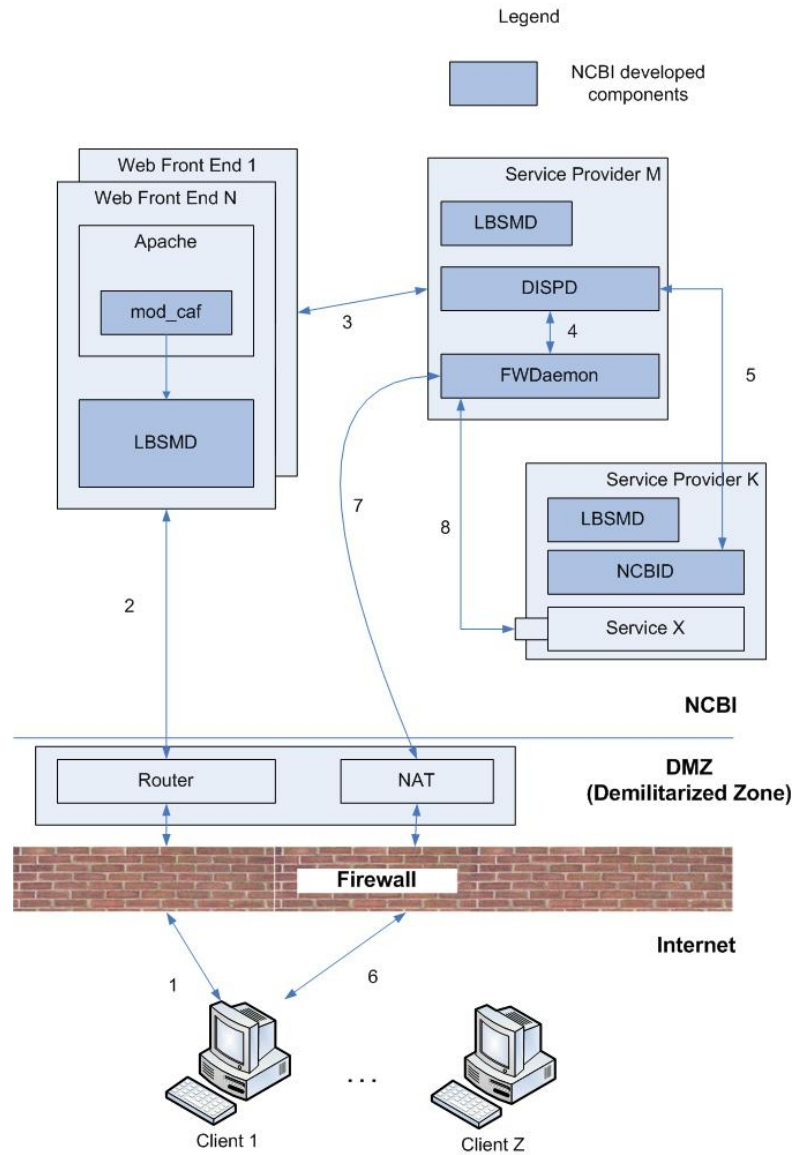 Legend
NCBI developed
components
Web Front End 1
Web Front End N
Apache
mod_caf
LBSMD
Service Provider M
LBSMD
DISPD
4
FWDaemon
3
5
Service Provider K
LBSMD
NCBID
Service X
7
8
2
NCBI
DMZ
(Demilitarized Zone)
Router
NAT
Firewall
Internet
1
6
...
Client 1
Client Z